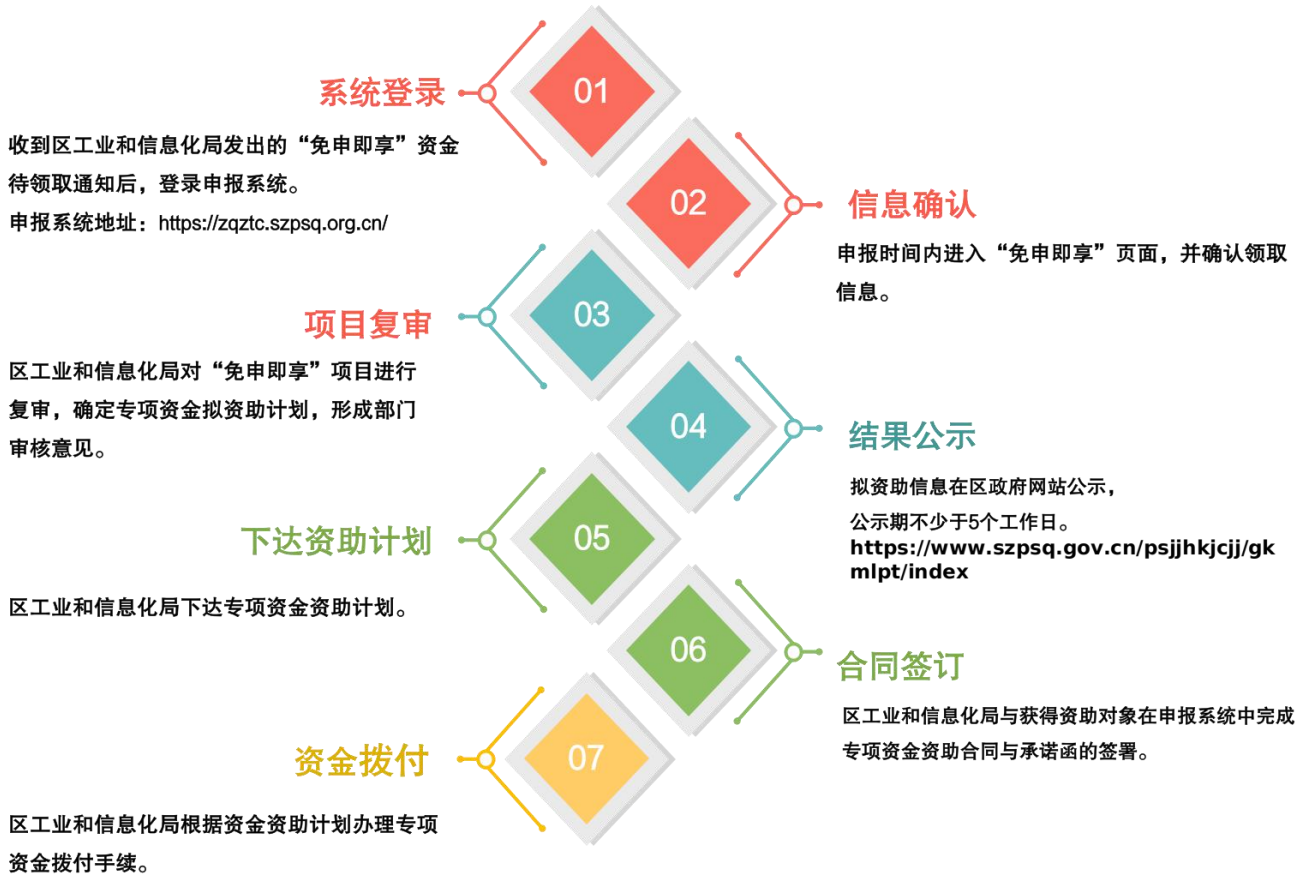 01
系统登录
收到区工业和信息化局发出的“免申即享”资金
待领取通知后，登录申报系统。
申报系统地址：https://zqztc.szpsq.org.cn/
02
信息确认
申报时间内进入“免申即享”页面，并确认领取
信息。
03
项目复审
区工业和信息化局对“免申即享”项目进行
复审，确定专项资金拟资助计划，形成部门
审核意见。
04
结果公示
拟资助信息在区政府网站公示，
公示期不少于5个工作日。
https://www.szpsq.gov.cn/psjjhkjcjj/gk
mlpt/index
05
下达资助计划
区工业和信息化局下达专项资金资助计划。
06
合同签订
区工业和信息化局与获得资助对象在申报系统中完成
专项资金资助合同与承诺函的签署。
07
资金拨付
区工业和信息化局根据资金资助计划办理专项
资金拨付手续。